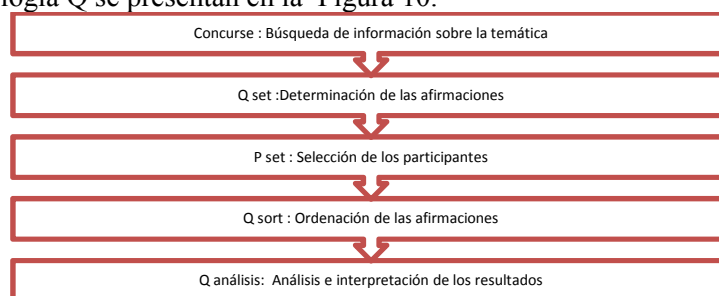 logía Q se presentan en la Figura 10.
Concurse : Búsqueda de información sobre la temática
Q set :Determinación de las afirmaciones
P set : Selección de los participantes
Q sort : Ordenación de las afirmaciones
Q análisis: Análisis e interpretación de los resultados